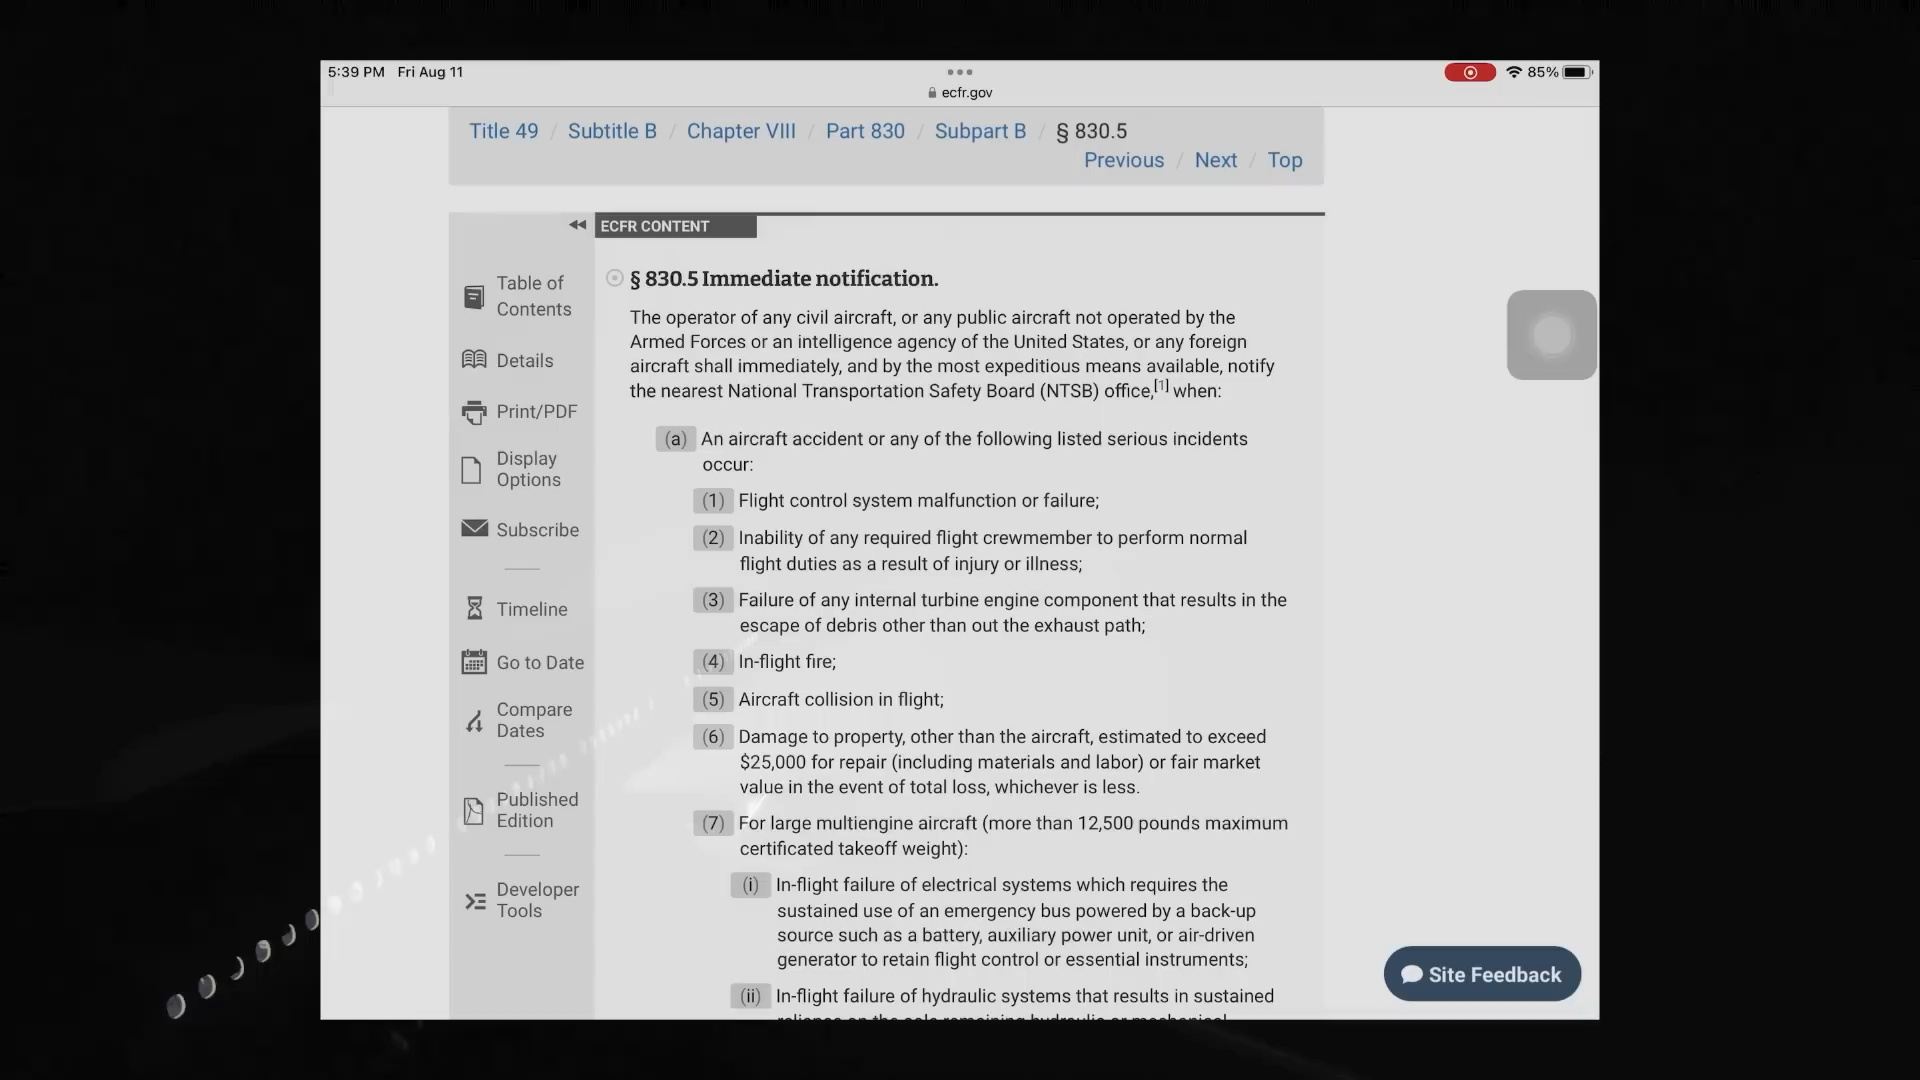 5:39 PM Fri Aug 11
85%
ecfr.gov
Title 49 / Subtitle B / Chapter VIII / Part 830 / Subpart B / § 830.5
Previous / Next / Top
ECFR CONTENT
Table of
Contents
Details
Print/PDF
Display
Options
Subscribe
Timeline
Go to Date
Compare
Dates
Published
Edition
Developer
Tools
§ 830.5 Immediate notification.
The operator of any civil aircraft, or any public aircraft not operated by the
Armed Forces or an intelligence agency of the United States, or any foreign
aircraft shall immediately, and by the most expeditious means available, notify
the nearest National Transportation Safety Board (NTSB) office,[1] when:
(a) An aircraft accident or any of the following listed serious incidents
occur:
(1) Flight control system malfunction or failure;
(2) Inability of any required flight crewmember to perform normal
flight duties as a result of injury or illness;
(3) Failure of any internal turbine engine component that results in the
escape of debris other than out the exhaust path;
(4) In-flight fire;
(5) Aircraft collision in flight;
(6) Damage to property, other than the aircraft, estimated to exceed
$25,000 for repair (including materials and labor) or fair market
value in the event of total loss, whichever is less.
(7) For large multiengine aircraft (more than 12,500 pounds maximum
certificated takeoff weight):
(i) In-flight failure of electrical systems which requires the
sustained use of an emergency bus powered by a back-up
source such as a battery, auxiliary power unit, or air-driven
generator to retain flight control or essential instruments;
(ii) In-flight failure of hydraulic systems that results in sustained
reliance on the sole remaining hydraulic or mechanical
Site Feedback